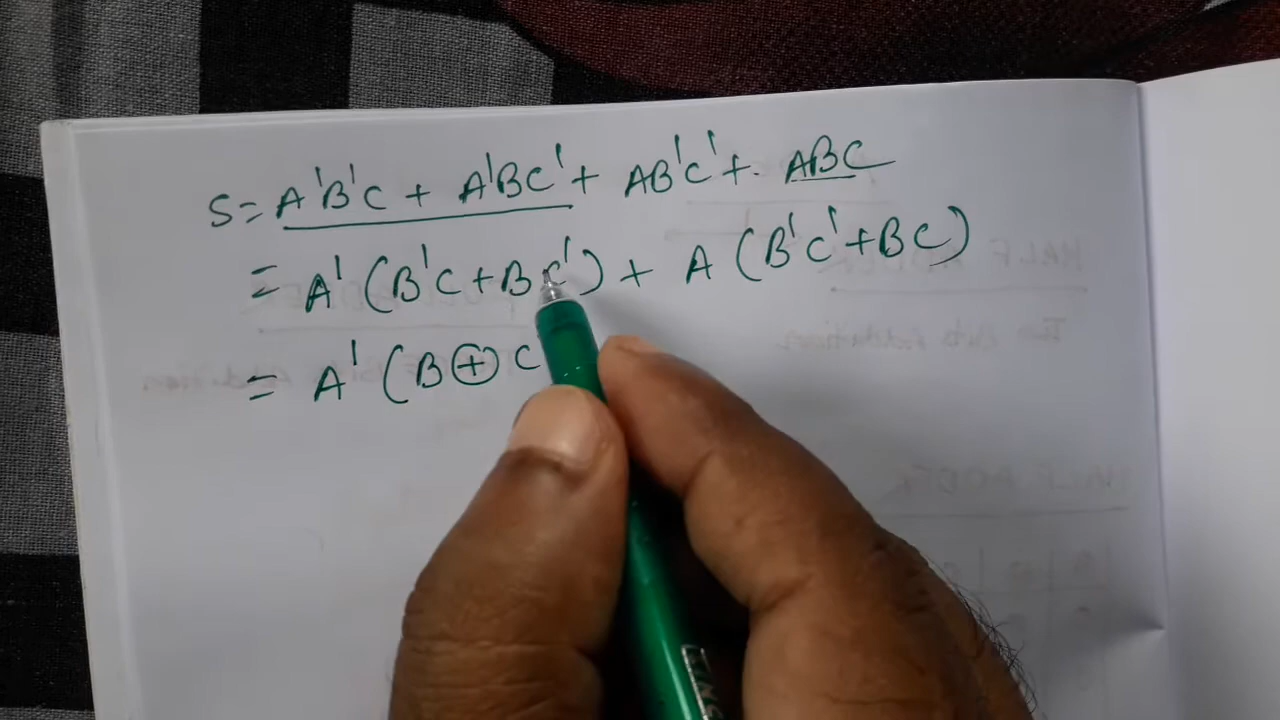 S = A'B'C + A'BC' + AB'C' + ABC
= A' (B'C + BC') + A (B'C' + BC)
= A' (B ⊕ C